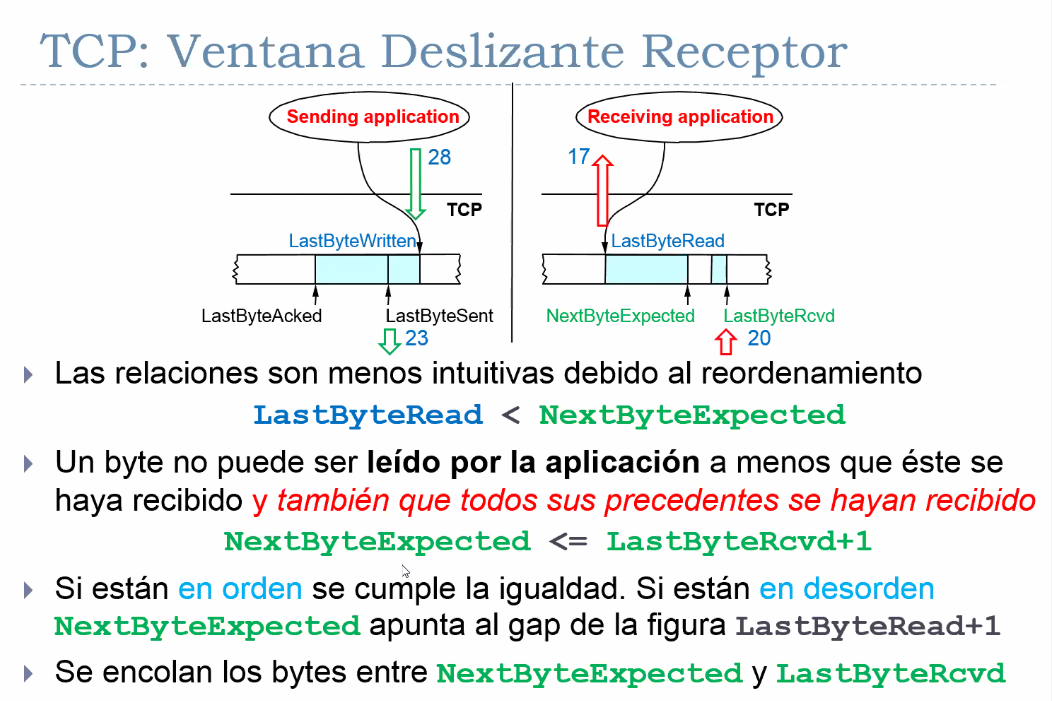 TCP: Ventana Deslizante Receptor
Sending application
Receiving application
28
17
TCP
TCP
LastByteWritten
LastByteRead
LastByteAcked
LastByteSent
NextByteExpected
LastByteRcvd
23
20
Las relaciones son menos intuitivas debido al reordenamiento
LastByteRead < NextByteExpected
Un byte no puede ser leído por la aplicación a menos que éste se
haya recibido y también que todos sus precedentes se hayan recibido
NextByteExpected <= LastByteRcvd+1
Si están en orden se cumple la igualdad. Si están en desorden
NextByteExpected apunta al gap de la figura LastByteRead+1
Se encolan los bytes entre NextByteExpected y LastByteRcvd